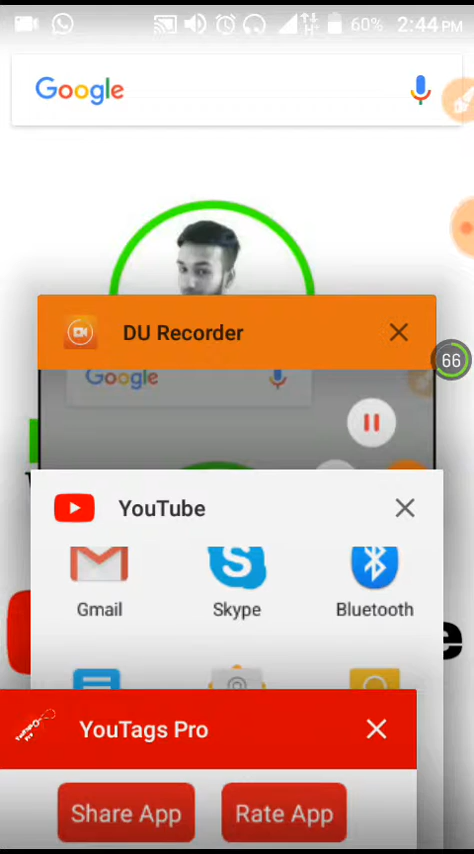 60% 2:44 PM
Google
DU Recorder
66
Google
YouTube
Gmail Skype Bluetooth
YouTags Pro
Share App Rate App